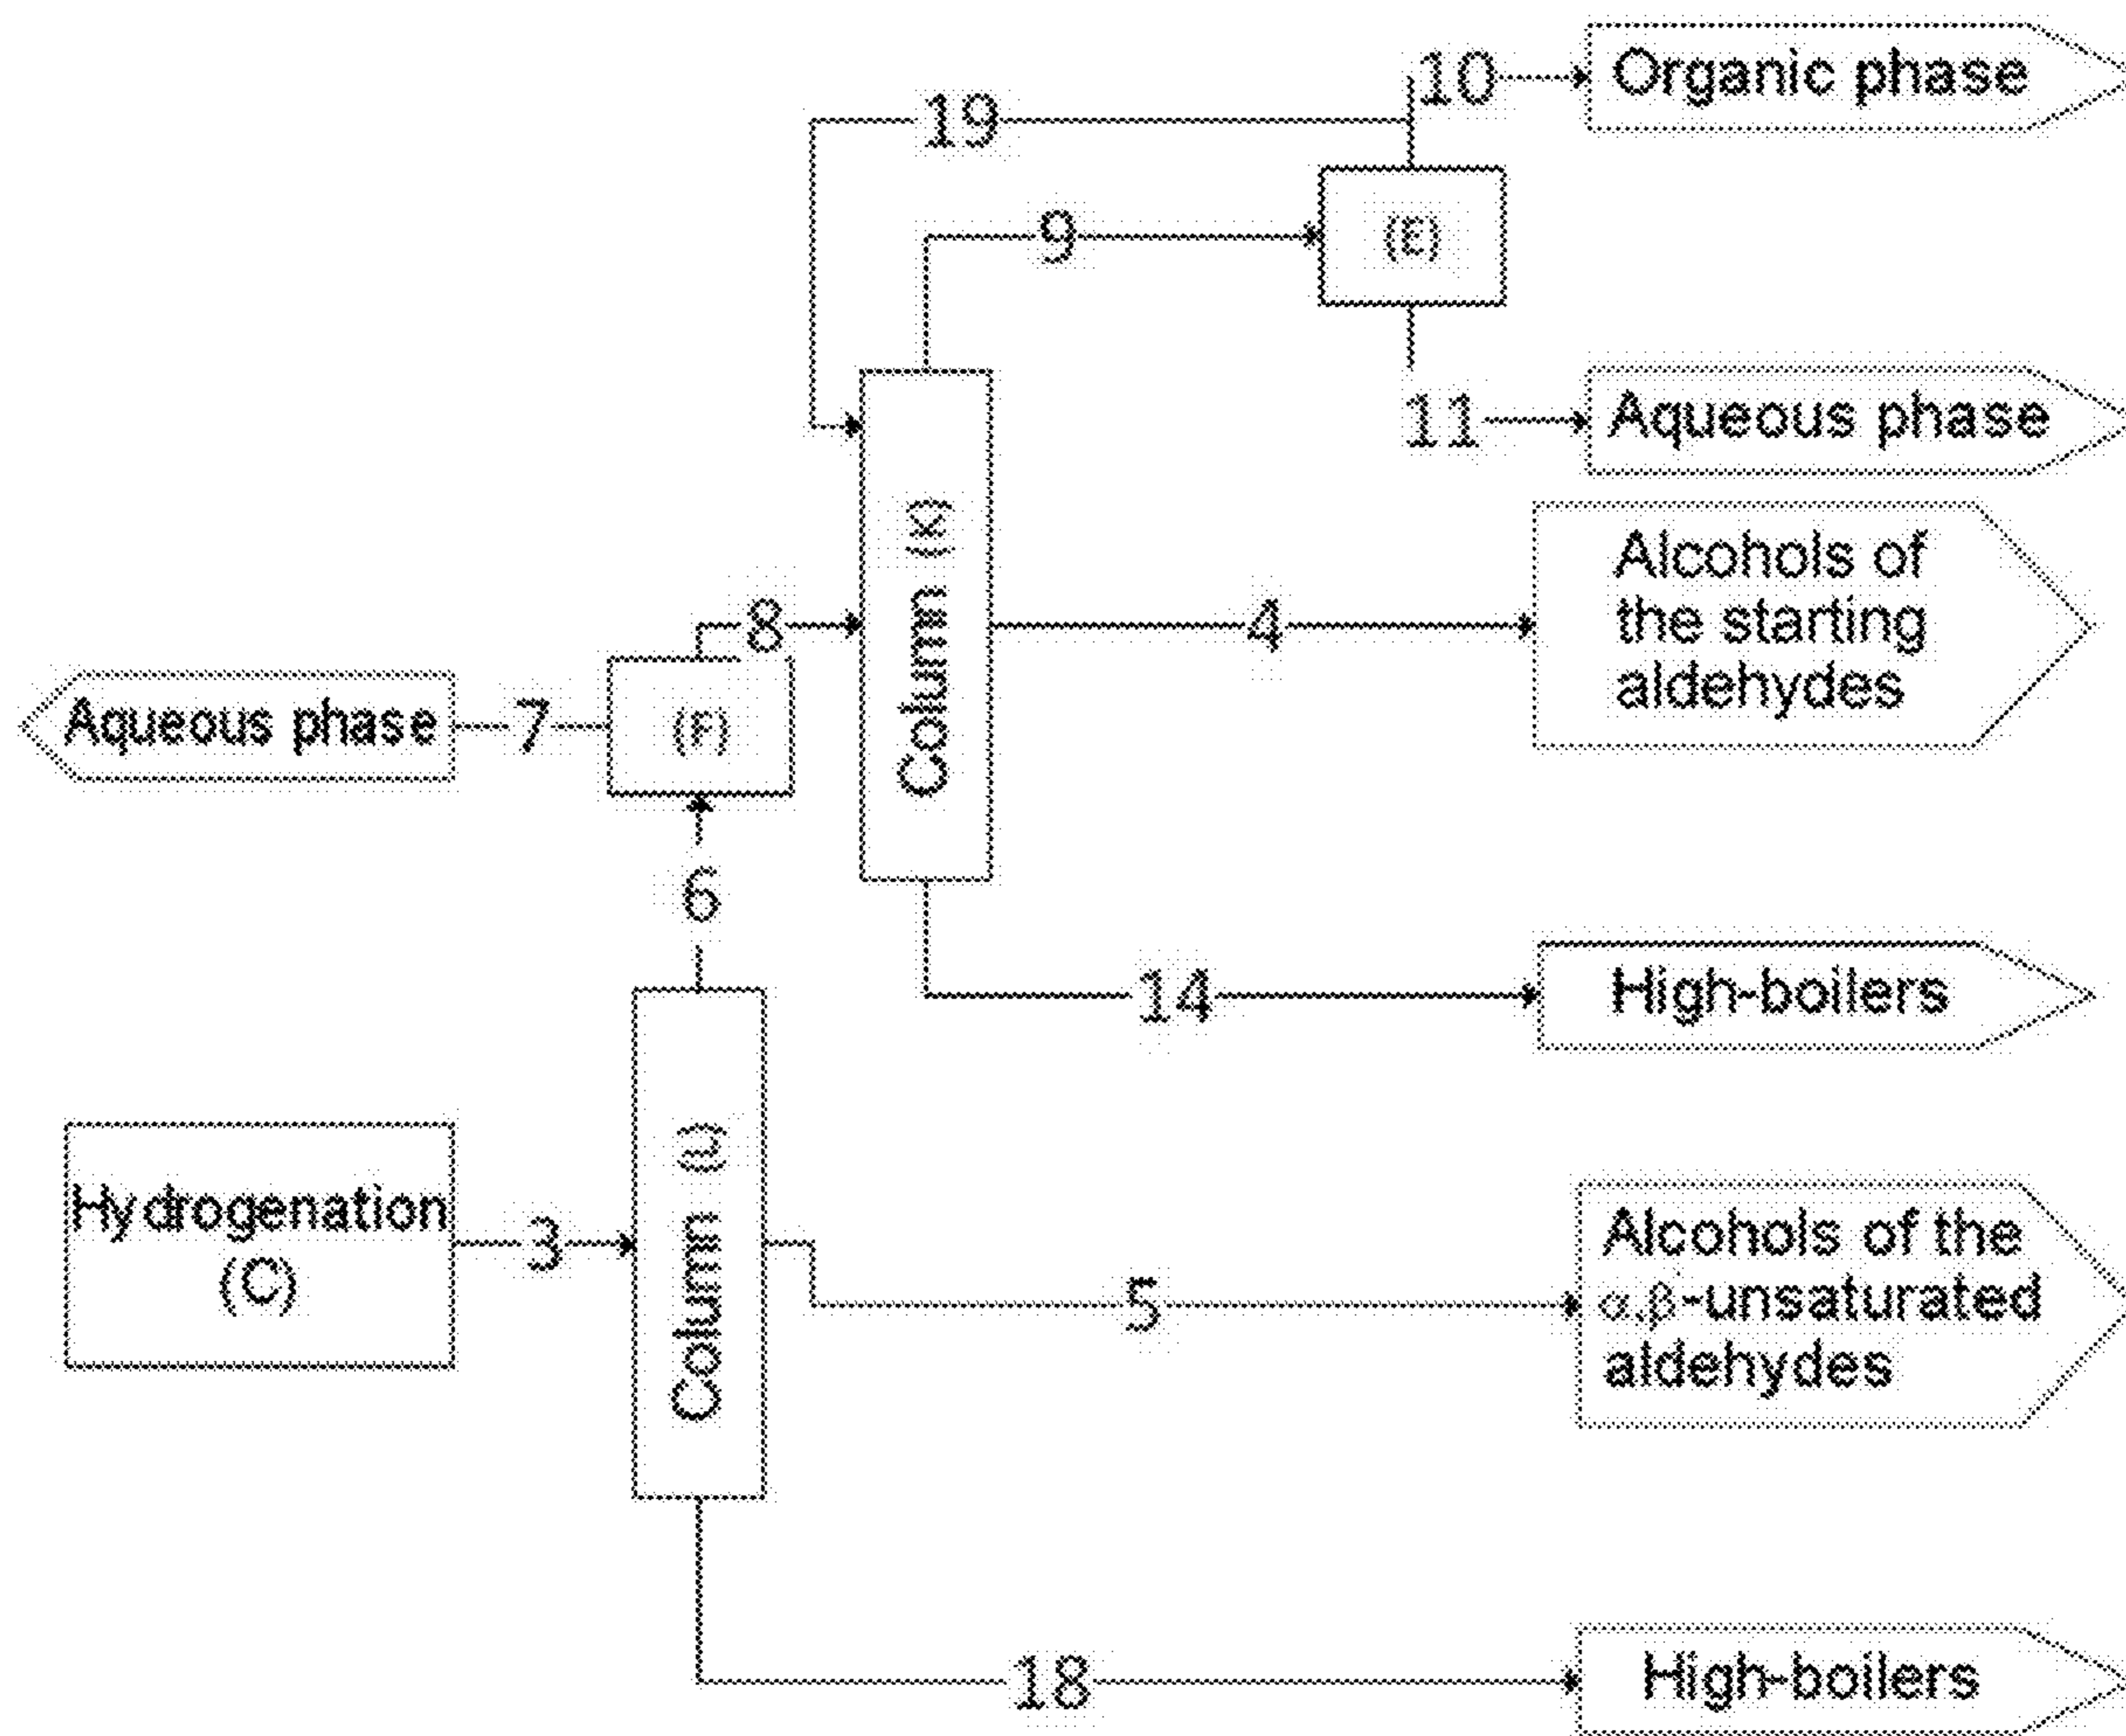 10
Organic phase
19
9
(E)
11
Aqueous phase
Column (K)
Alcohols of
the starting
aldehydes
4
8
Aqueous phase
7
(F)
6
14
High-boilers
Hydrogenation
(C)
3
Column (L)
5
Alcohols of the
α,β-unsaturated
aldehydes
18
High-boilers